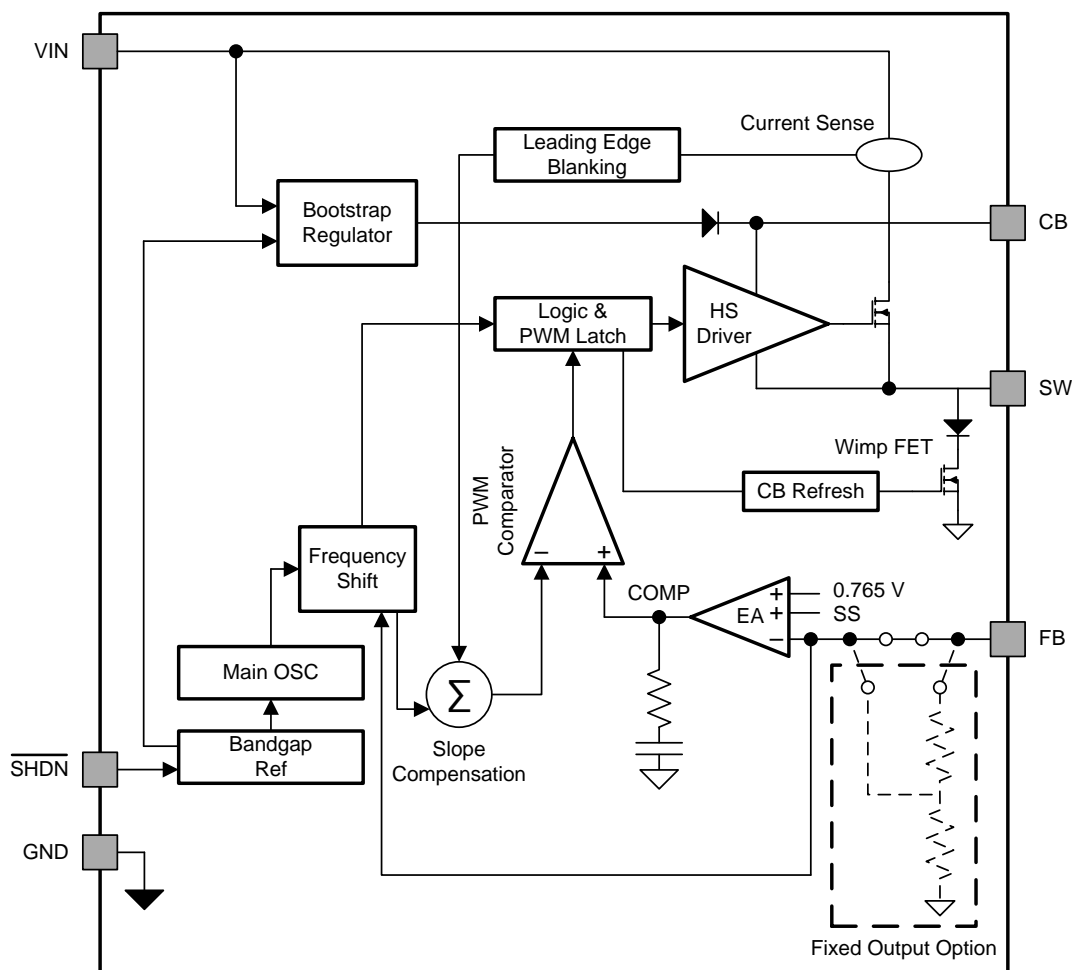 VIN
Current Sense
Leading Edge
Blanking
Bootstrap
Regulator
CB
Logic &
PWM Latch
HS
Driver
SW
Wimp FET
CB Refresh
PWM
Comparator
–
+
Frequency
Shift
COMP
EA
+
+
–
0.765 V
SS
FB
Main OSC
Σ
Slope
Compensation
SHDN
Bandgap
Ref
GND
Fixed Output Option